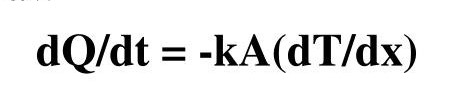 dQ/dt = -kA(dT/dx)